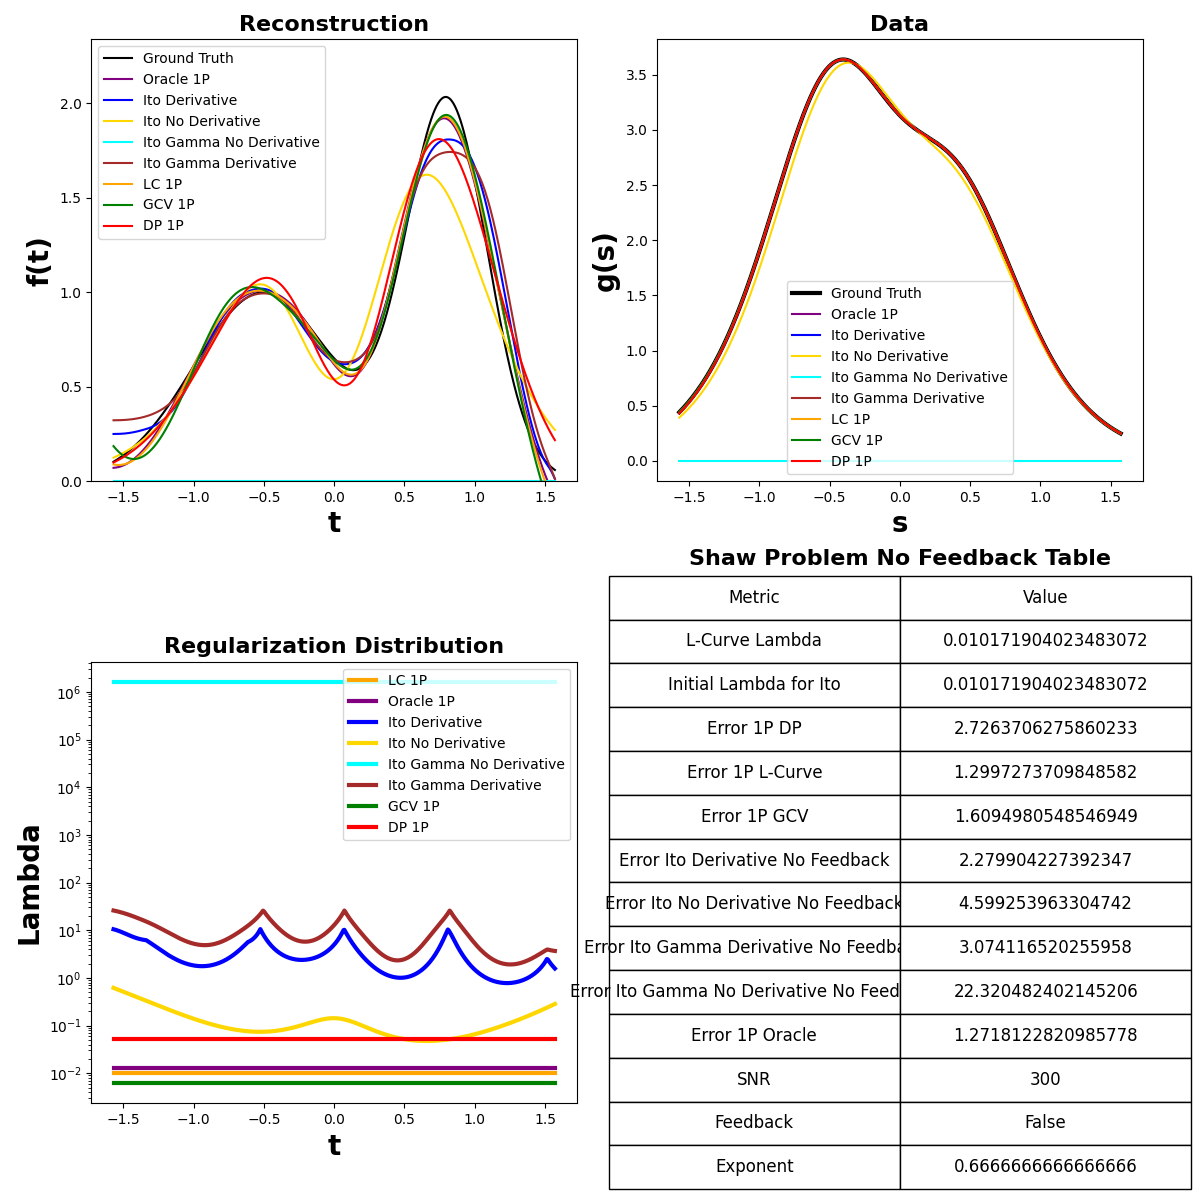 Reconstruction
f(t)
2.0
1.5
1.0
0.5
0.0
Ground Truth
Oracle 1P
Ito Derivative
Ito No Derivative
Ito Gamma No Derivative
Ito Gamma Derivative
LC 1P
GCV 1P
DP 1P
−1.5 −1.0 −0.5 0.0 0.5 1.0 1.5
t
Data
g(s)
3.5
3.0
2.5
2.0
1.5
1.0
0.5
0.0
Ground Truth
Oracle 1P
Ito Derivative
Ito No Derivative
Ito Gamma No Derivative
Ito Gamma Derivative
LC 1P
GCV 1P
DP 1P
−1.5 −1.0 −0.5 0.0 0.5 1.0 1.5
s
Regularization Distribution
Lambda
10^6
10^5
10^4
10^3
10^2
10^1
10^0
10^−1
10^−2
LC 1P
Oracle 1P
Ito Derivative
Ito No Derivative
Ito Gamma No Derivative
Ito Gamma Derivative
GCV 1P
DP 1P
−1.5 −1.0 −0.5 0.0 0.5 1.0 1.5
t
Shaw Problem No Feedback Table
Metric Value
L-Curve Lambda 0.010171904023483072
Initial Lambda for Ito 0.010171904023483072
Error 1P DP 2.7263706275860233
Error 1P L-Curve 1.2997273709848582
Error 1P GCV 1.6094980548546949
Error Ito Derivative No Feedback 2.279904227392347
Error Ito No Derivative No Feedback 4.599253963304742
Error Ito Gamma Derivative No Feedba 3.074116520255958
Error Ito Gamma No Derivative No Feed 22.320482402145206
Error 1P Oracle 1.2718122820985778
SNR 300
Feedback False
Exponent 0.6666666666666666